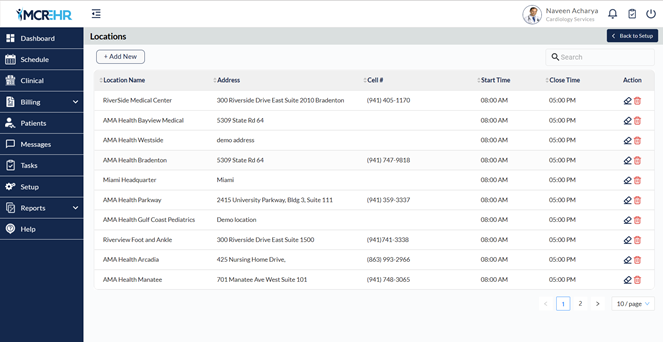 MCREHR
Naveen Acharya
Cardiology Services
Dashboard
Schedule
Clinical
Billing
Patients
Messages
Tasks
Setup
Reports
Help
Locations
Back to Setup
+ Add New
Search
Location Name Address Cell # Start Time Close Time Action
RiverSide Medical Center 300 Riverside Drive East Suite 2010 Bradenton (941) 405-1170 08:00 AM 05:00 PM
AMA Health Bayview Medical 5309 State Rd 64 08:00 AM 05:00 PM
AMA Health Westside demo address 08:00 AM 05:00 PM
AMA Health Bradenton 5309 State Rd 64 (941) 747-9818 08:00 AM 05:00 PM
Miami Headquarter Miami 08:00 AM 05:00 PM
AMA Health Parkway 2415 University Parkway, Bldg 3, Suite 111 (941) 359-3337 08:00 AM 05:00 PM
AMA Health Gulf Coast Pediatrics Demo location 08:00 AM 05:00 PM
Riverview Foot and Ankle 300 Riverside Drive East Suite 1500 (941)741-3338 08:00 AM 05:00 PM
AMA Health Arcadia 425 Nursing Home Drive, (863) 993-2966 08:00 AM 05:00 PM
AMA Health Manatee 701 Manatee Ave West Suite 101 (941) 748-3065 08:00 AM 05:00 PM
1 2 10 / page